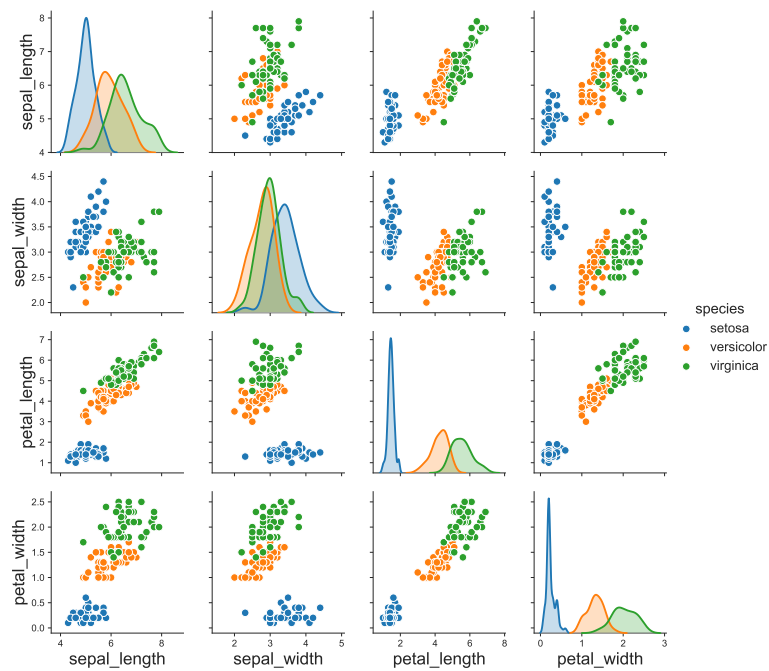 sepal_length
8
7
6
5
4
sepal_width
4.5
4.0
3.5
3.0
2.5
2.0
species
setosa
versicolor
virginica
petal_length
7
6
5
4
3
2
1
petal_width
2.5
2.0
1.5
1.0
0.5
0.0
4 6 8
2 3 4 5
2 4 6 8
0 1 2 3
sepal_length sepal_width petal_length petal_width